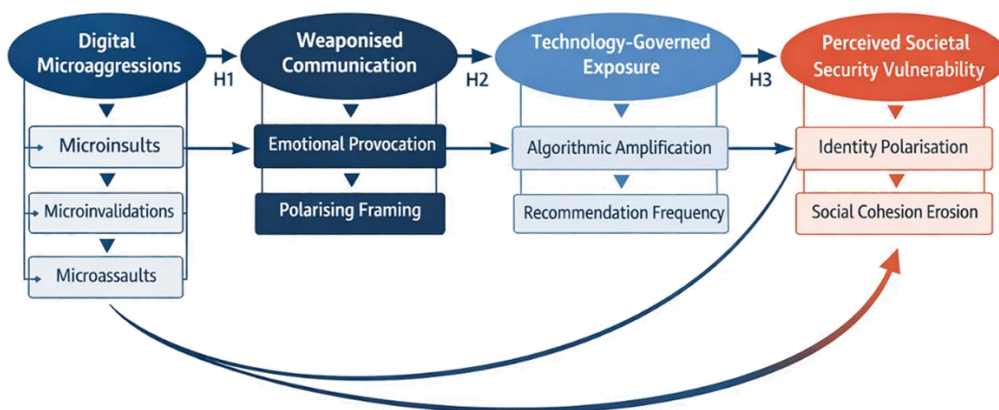 Digital
Microaggressions
H1
Weaponised
Communication
H2
Technology-Governed
Exposure
H3
Perceived Societal
Security Vulnerability
Microinsults
Emotional Provocation
Algorithmic Amplification
Identity Polarisation
Microinvalidations
Polarising Framing
Recommendation Frequency
Social Cohesion Erosion
Microassaults